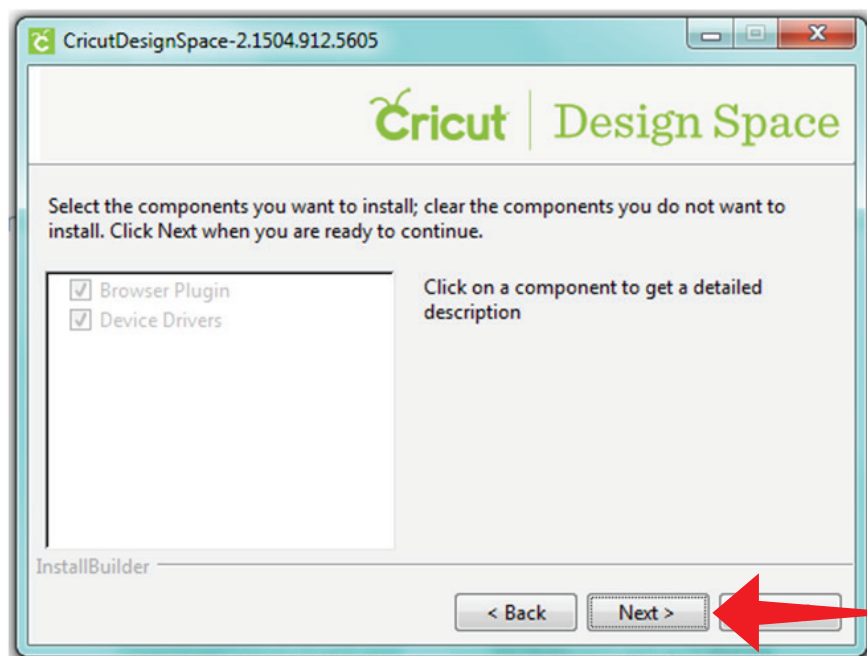 CricutDesignSpace-2.1504.912.5605
Cricut Design Space
Select the components you want to install; clear the components you do not want to
install. Click Next when you are ready to continue.
Browser Plugin
Device Drivers
Click on a component to get a detailed
description
InstallBuilder
< Back
Next >